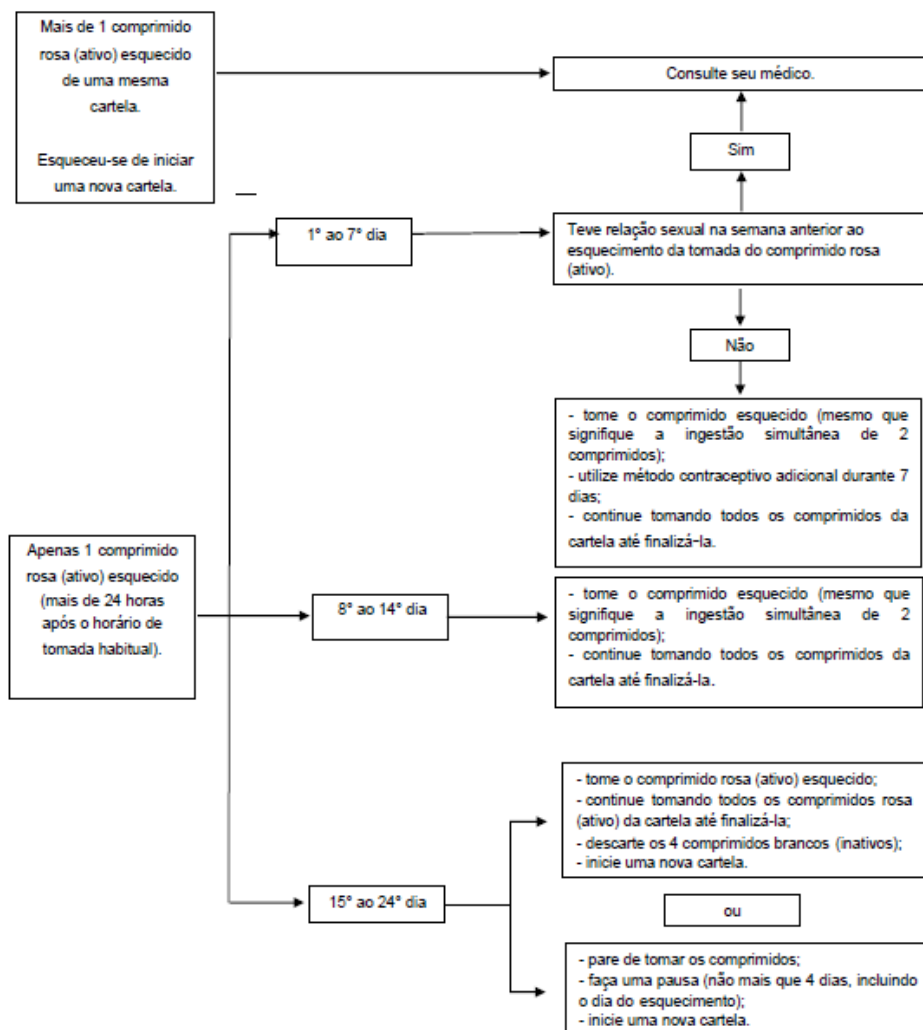 Mais de 1 comprimido
rosa (ativo) esquecido
de uma mesma
cartela.
Esqueceu-se de iniciar
uma nova cartela.
Consulte seu médico.
Sim
1° ao 7° dia
Teve relação sexual na semana anterior ao
esquecimento da tomada do comprimido rosa
(ativo).
Não
- tome o comprimido esquecido (mesmo que
signifique a ingestão simultânea de 2
comprimidos);
- utilize método contraceptivo adicional durante 7
dias;
- continue tomando todos os comprimidos da
cartela até finalizá-la.
Apenas 1 comprimido
rosa (ativo) esquecido
(mais de 24 horas
após o horário de
tomada habitual).
8° ao 14° dia
- tome o comprimido esquecido (mesmo que
signifique a ingestão simultânea de 2
comprimidos);
- continue tomando todos os comprimidos da
cartela até finalizá-la.
15° ao 24° dia
- tome o comprimido rosa (ativo) esquecido;
- continue tomando todos os comprimidos rosa
(ativo) da cartela até finalizá-la;
- descarte os 4 comprimidos brancos (inativos);
- inicie uma nova cartela.
ou
- pare de tomar os comprimidos;
- faça uma pausa (não mais que 4 dias, incluindo
o dia do esquecimento);
- inicie uma nova cartela.